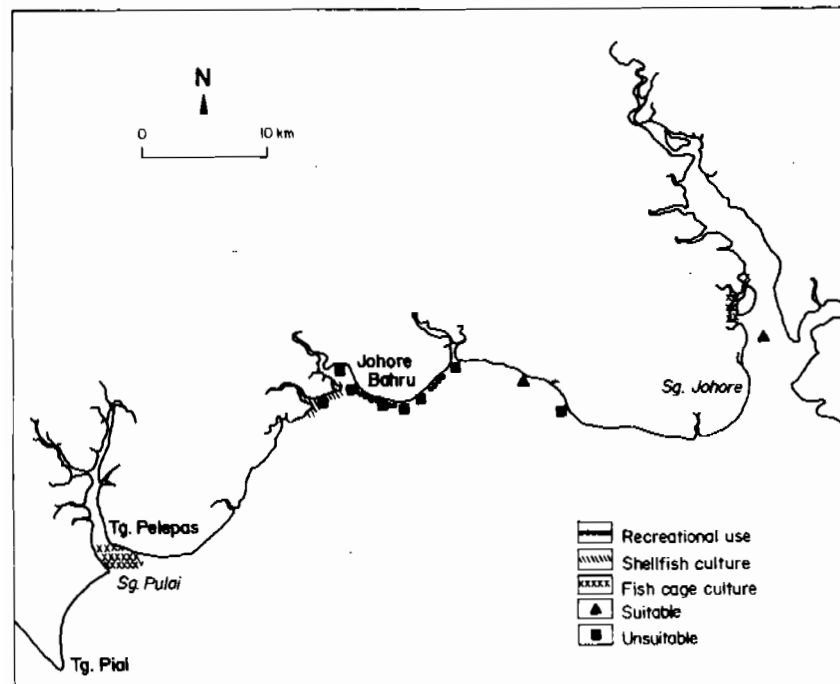 N
0 10 km
Johore
Bahru
Sg. Johore
Tg. Pelepas
Sg. Pulai
Tg. Piai
Recreational use
Shellfish culture
Fish cage culture
Suitable
Unsuitable